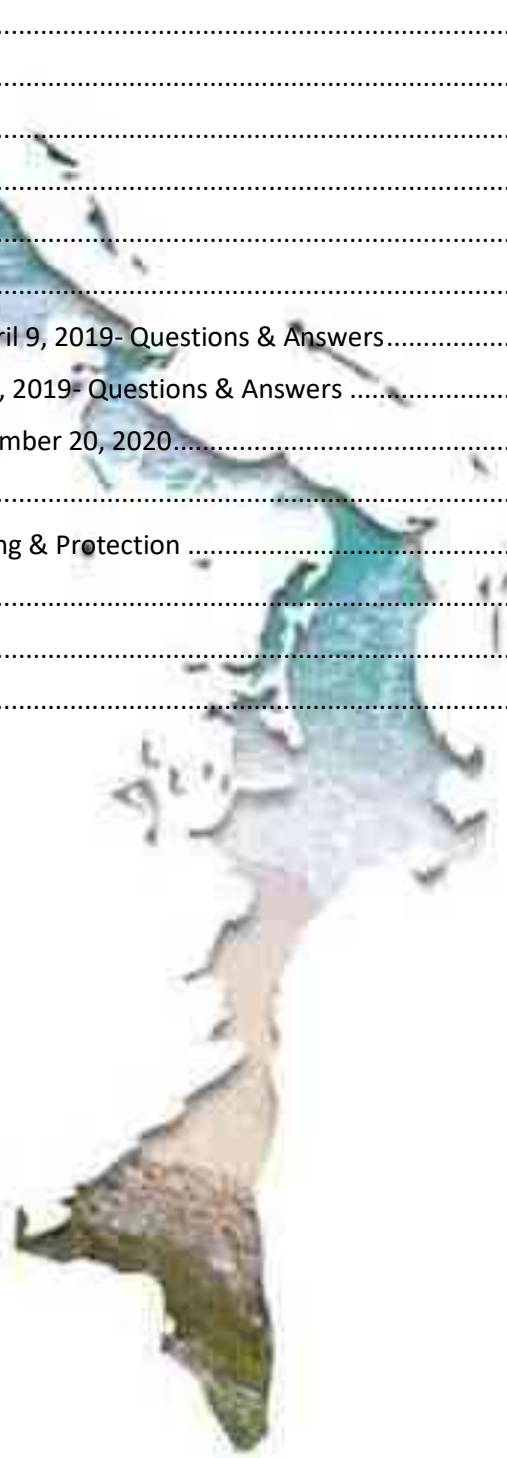 ril 9, 2019- Questions & Answers..................
, 2019- Questions & Answers ......................
mber 20, 2020.................................................
ng & Protection ..............................................